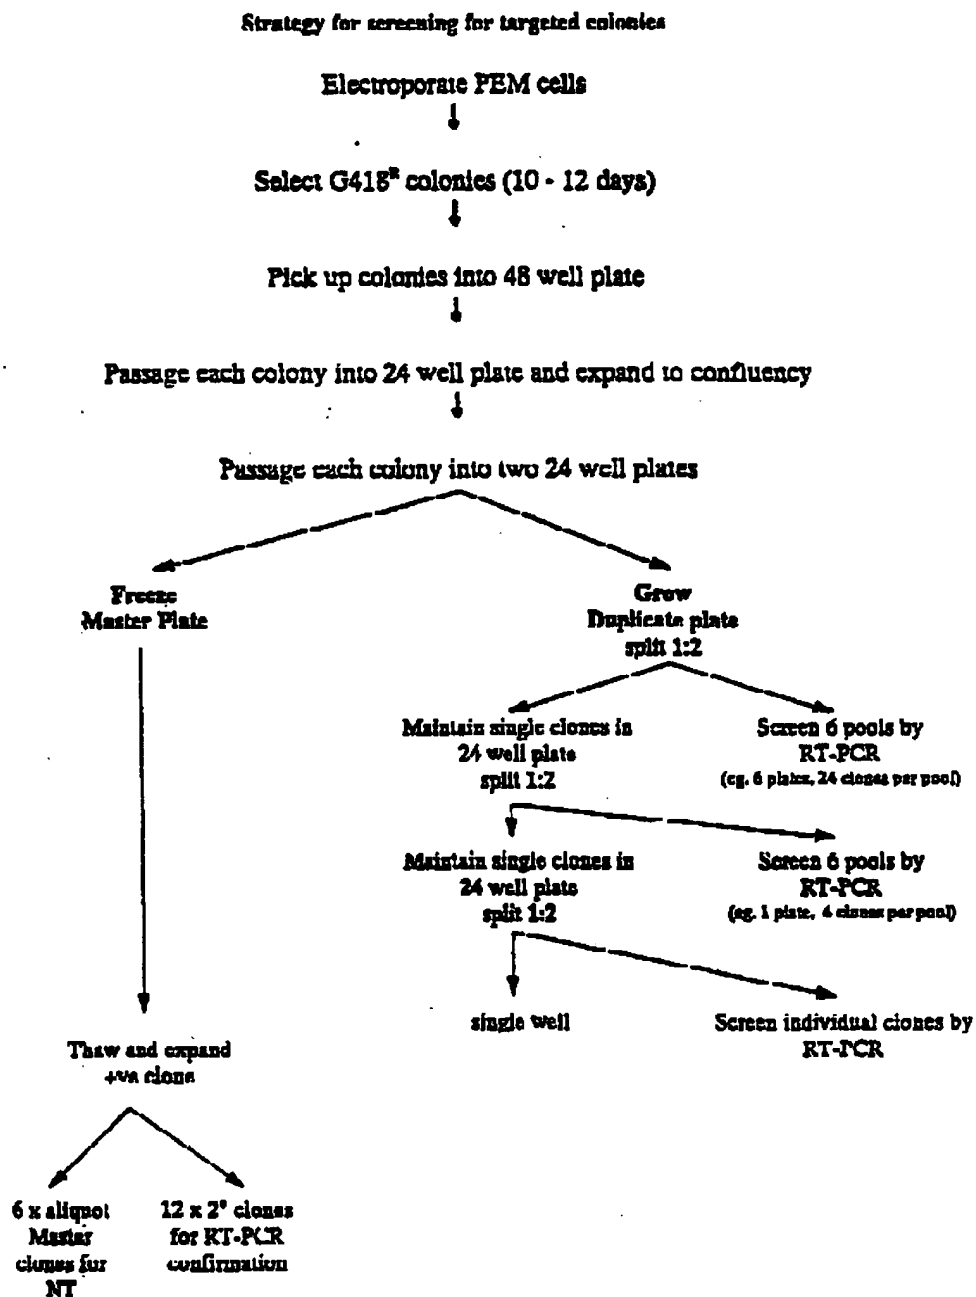 Strategy for screening for targeted colonies
Electroporate PEM cells
Select G418ᴿ colonies (10 - 12 days)
Pick up colonies into 48 well plate
Passage each colony into 24 well plate and expand to confluency
Passage each colony into two 24 well plates
Freeze
Master Plate
Grow
Duplicate plate
split 1:2
Maintain single clones in
24 well plate
split 1:2
Screen 6 pools by
RT-PCR
(eg. 6 plates, 24 clones per pool)
Maintain single clones in
24 well plate
split 1:2
Screen 6 pools by
RT-PCR
(eg. 1 plate, 4 clones per pool)
single well
Screen individual clones by
RT-PCR
Thaw and expand
+ve clone
6 x aliquot
Master
clones for
NT
12 x 2° clones
for RT-PCR
confirmation